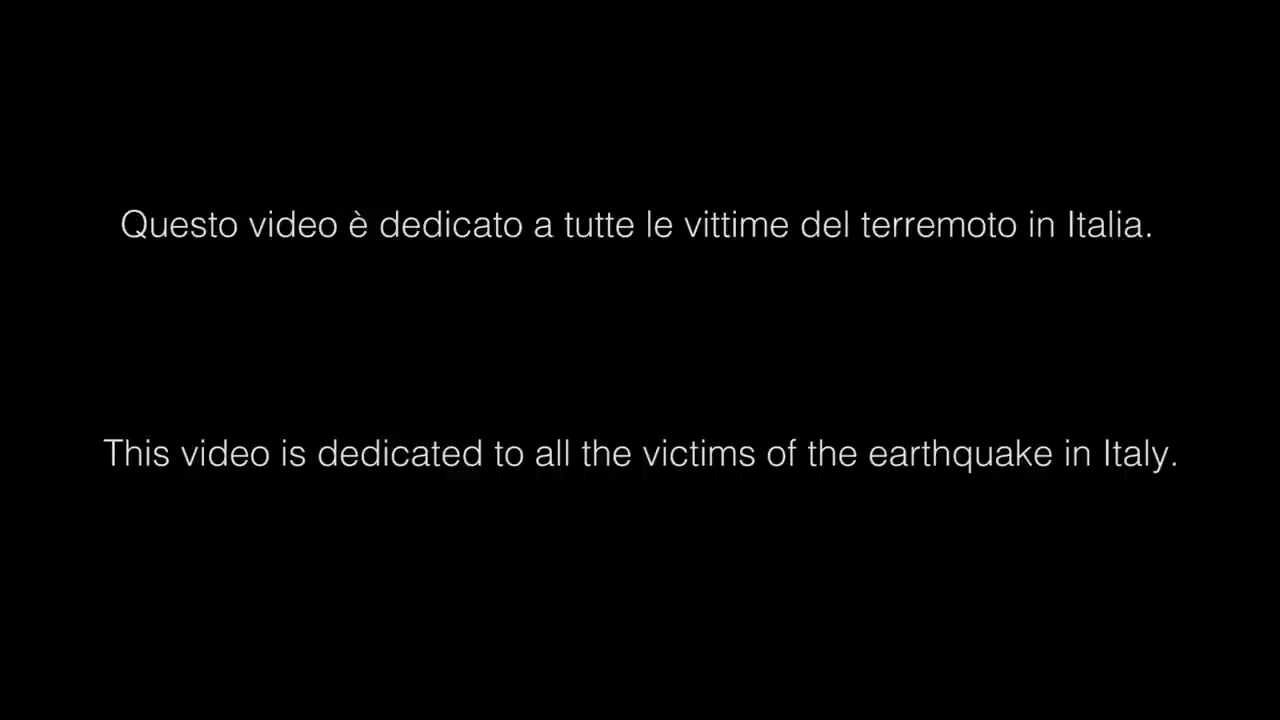 Questo video è dedicato a tutte le vittime del terremoto in Italia.
This video is dedicated to all the victims of the earthquake in Italy.